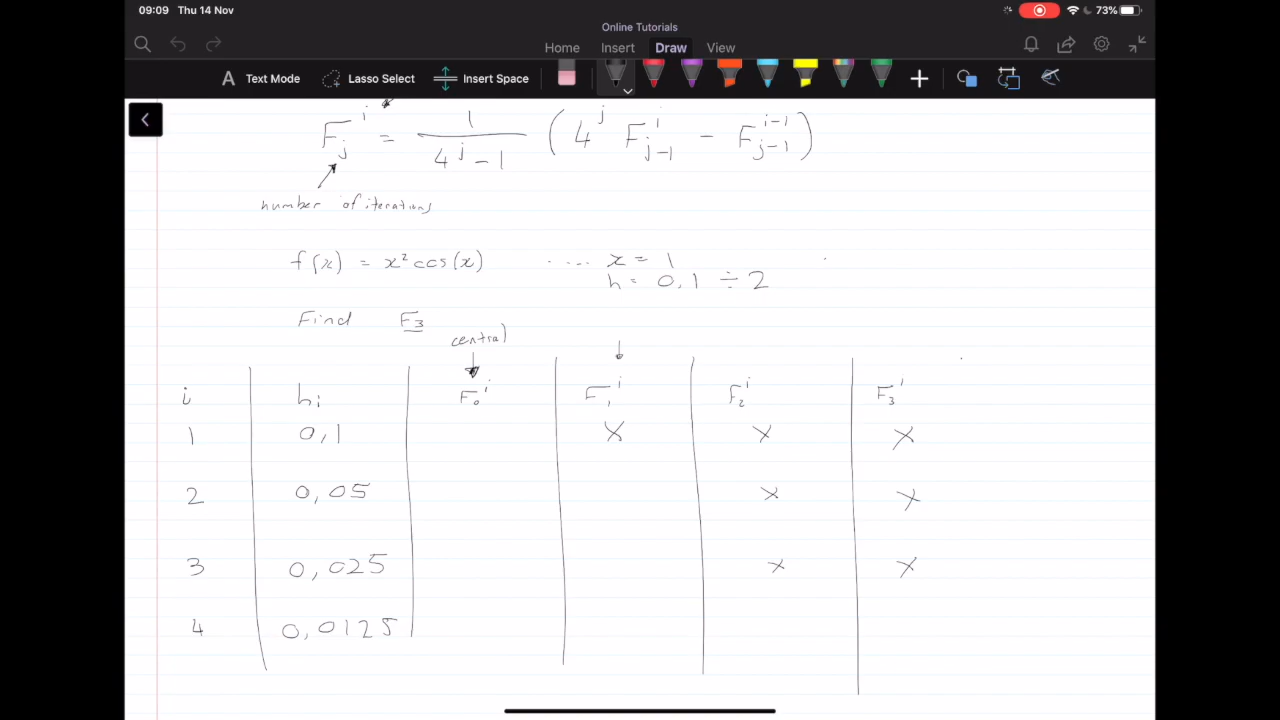 09:09 Thu 14 Nov 73%
Online Tutorials
Home Insert Draw View
A Text Mode Lasso Select Insert Space
F_j^i = 1/(4^j - 1) (4^j F_{j-1}^i - F_{j-1}^{i-1})
number of iterations
f(x) = x² cos(x) ..... x = 1
h = 0,1 ÷ 2
Find F3
central
i hi F_0^i F_1^i F_2^i F_3^i
1 0,1 X X X
2 0,05 X X
3 0,025 X X
4 0,0125